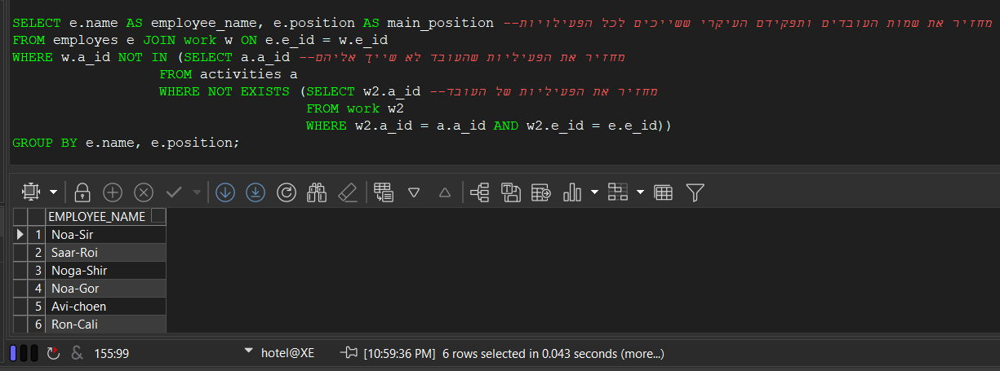 SELECT e.name AS employee_name, e.position AS main_position --מחזיר את שמות העובדים ותפקידם העיקרי ששייכים לכל הפעילויות
FROM employes e JOIN work w ON e.e_id = w.e_id
WHERE w.a_id NOT IN (SELECT a.a_id --מחזיר את הפעיליות שהעובד לא שייך אליהם
FROM activities a
WHERE NOT EXISTS (SELECT w2.a_id --מחזיר את הפעיליות של העובד
FROM work w2
WHERE w2.a_id = a.a_id AND w2.e_id = e.e_id))
GROUP BY e.name, e.position;
EMPLOYEE_NAME
1 Noa-Sir
2 Saar-Roi
3 Noga-Shir
4 Noa-Gor
5 Avi-choen
6 Ron-Cali
& 155:99 hotel@XE [10:59:36 PM] 6 rows selected in 0.043 seconds (more...)